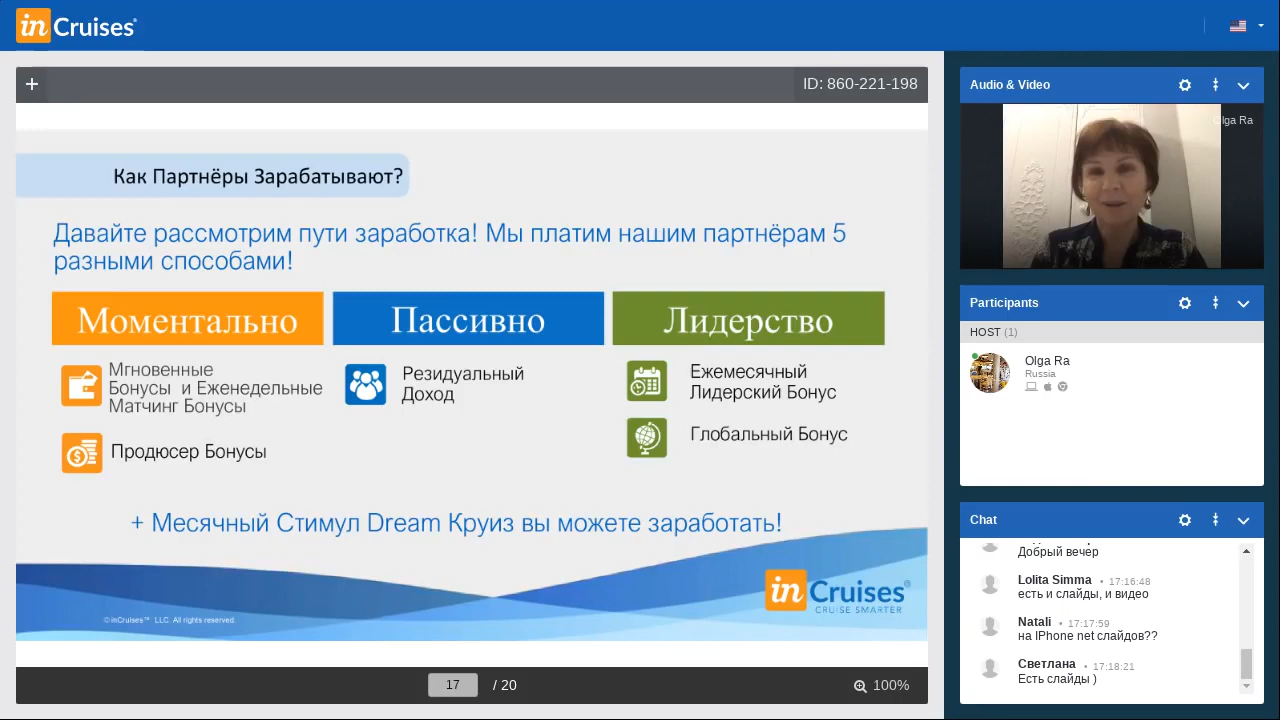 in Cruises®
ID: 860-221-198
Как Партнёры Зарабатывают?
Давайте рассмотрим пути заработка! Мы платим нашим партнёрам 5
разными способами!
Моментально
Пассивно
Лидерство
Мгновенные
Бонусы и Еженедельные
Матчинг Бонусы
Продюсер Бонусы
Резидуальный
Доход
Ежемесячный
Лидерский Бонус
Глобальный Бонус
+ Месячный Стимул Dream Круиз вы можете заработать!
in Cruises®
CRUISE SMARTER
© inCruises™ LLC. All rights reserved.
17 / 20
100%
Audio & Video
Olga Ra
Participants
HOST (1)
Olga Ra
Russia
Chat
Добрый вечер
Lolita Simma • 17:16:48
есть и слайды, и видео
Natali • 17:17:59
на IPhone net слайдов??
Светлана • 17:18:21
Есть слайды )